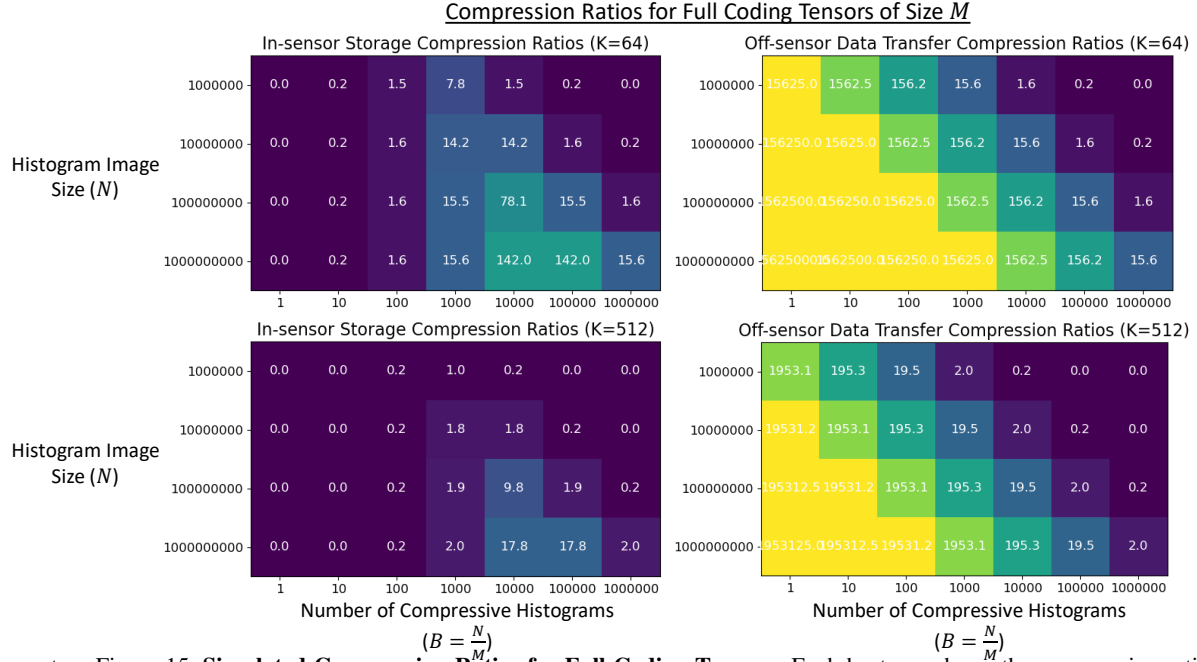 Compression Ratios for Full Coding Tensors of Size M
In-sensor Storage Compression Ratios (K=64)
1000000 0.0 0.2 1.5 7.8 1.5 0.2 0.0
10000000 0.0 0.2 1.6 14.2 14.2 1.6 0.2
100000000 0.0 0.2 1.6 15.5 78.1 15.5 1.6
1000000000 0.0 0.2 1.6 15.6 142.0 142.0 15.6
1 10 100 1000 10000 100000 1000000
Off-sensor Data Transfer Compression Ratios (K=64)
1000000 15625.0 1562.5 156.2 15.6 1.6 0.2 0.0
10000000 156250.0 15625.0 1562.5 156.2 15.6 1.6 0.2
100000000 1562500.0 156250.0 15625.0 1562.5 156.2 15.6 1.6
1000000000 1562500.0 156250.0 15625.0 1562.5 156.2 15.6
1 10 100 1000 10000 100000 1000000
Histogram Image
Size (N)
In-sensor Storage Compression Ratios (K=512)
1000000 0.0 0.0 0.2 1.0 0.2 0.0 0.0
10000000 0.0 0.0 0.2 1.8 1.8 0.2 0.0
100000000 0.0 0.0 0.2 1.9 9.8 1.9 0.2
1000000000 0.0 0.0 0.2 2.0 17.8 17.8 2.0
1 10 100 1000 10000 100000 1000000
Off-sensor Data Transfer Compression Ratios (K=512)
1000000 1953.1 195.3 19.5 2.0 0.2 0.0 0.0
10000000 19531.2 1953.1 195.3 19.5 2.0 0.2 0.0
100000000 195312.5 19531.2 1953.1 195.3 19.5 2.0 0.2
1000000000 1953125.0 195312.5 19531.2 1953.1 195.3 19.5 2.0
1 10 100 1000 10000 100000 1000000
Histogram Image
Size (N)
Number of Compressive Histograms
(B = N/M)
Number of Compressive Histograms
(B = N/M)
Figure 15. Simulated Compression Ratios for Full Coding Tensors.